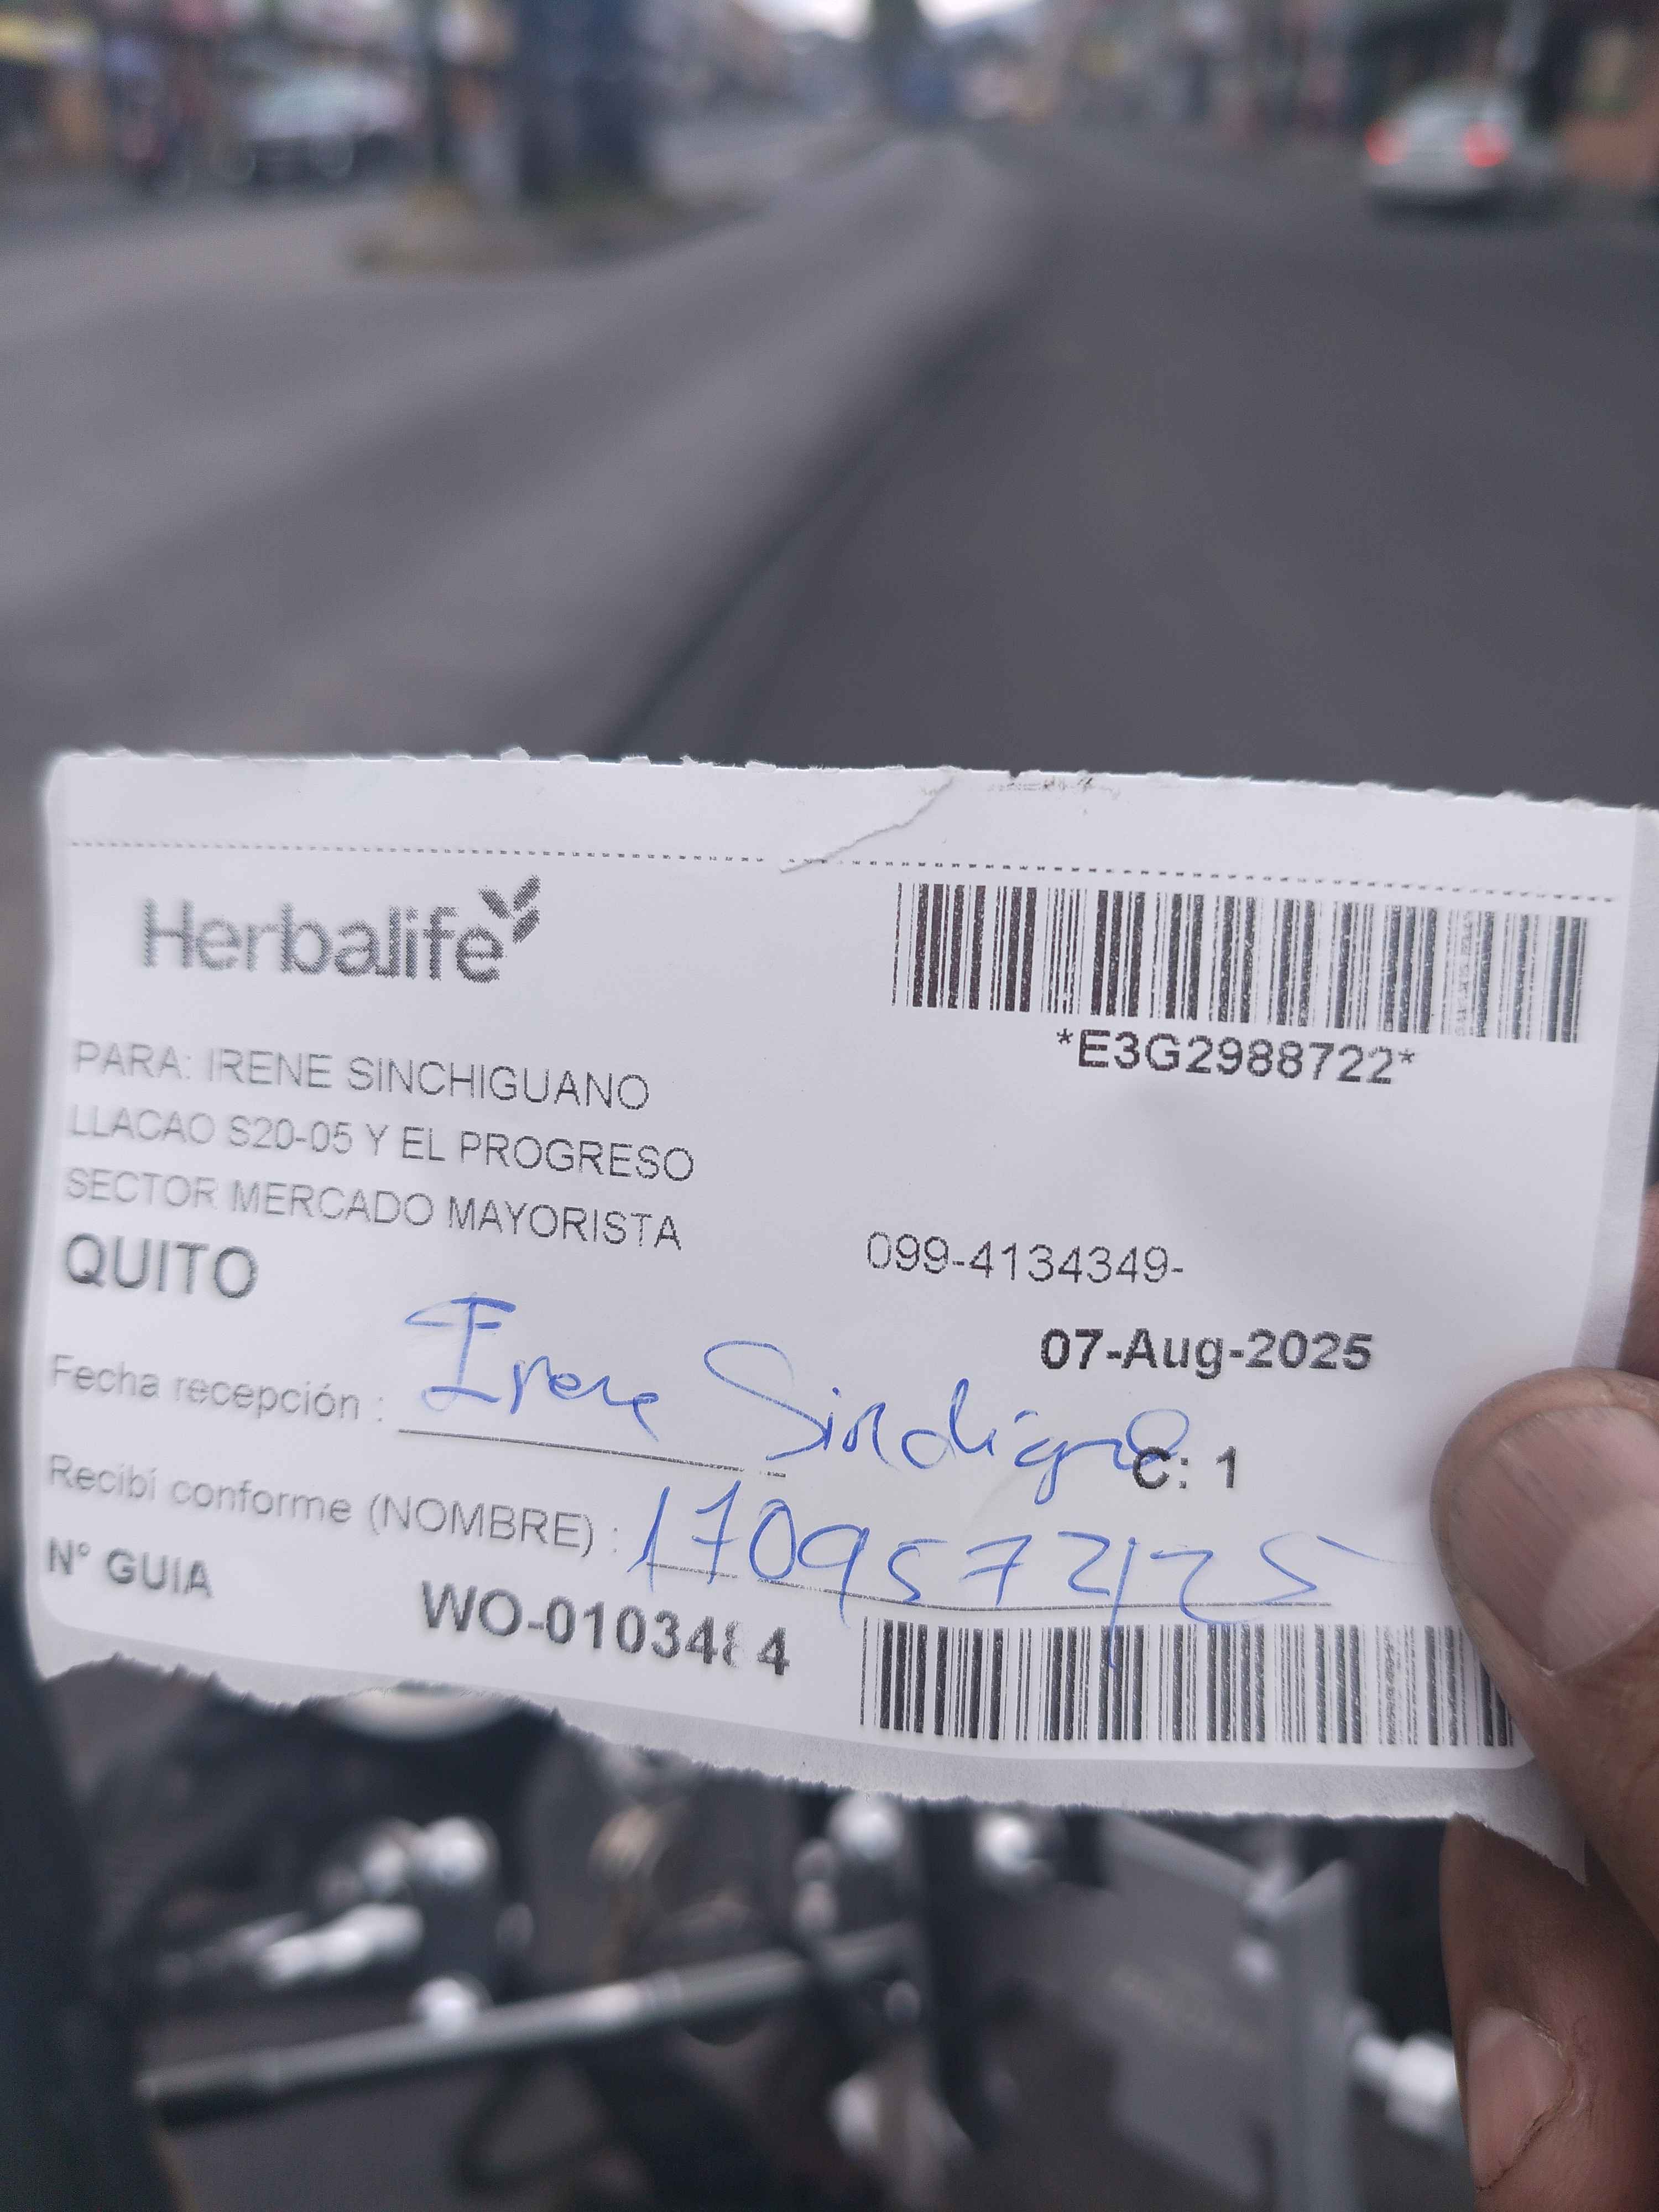 Herbalife
*E3G2988722*
PARA: IRENE SINCHIGUANO
LLACAO S20-05 Y EL PROGRESO
SECTOR MERCADO MAYORISTA
099-4134349-
QUITO
07-Aug-2025
Fecha recepción : Irene
C: 1
Recibí conforme (NOMBRE) :
N° GUIA